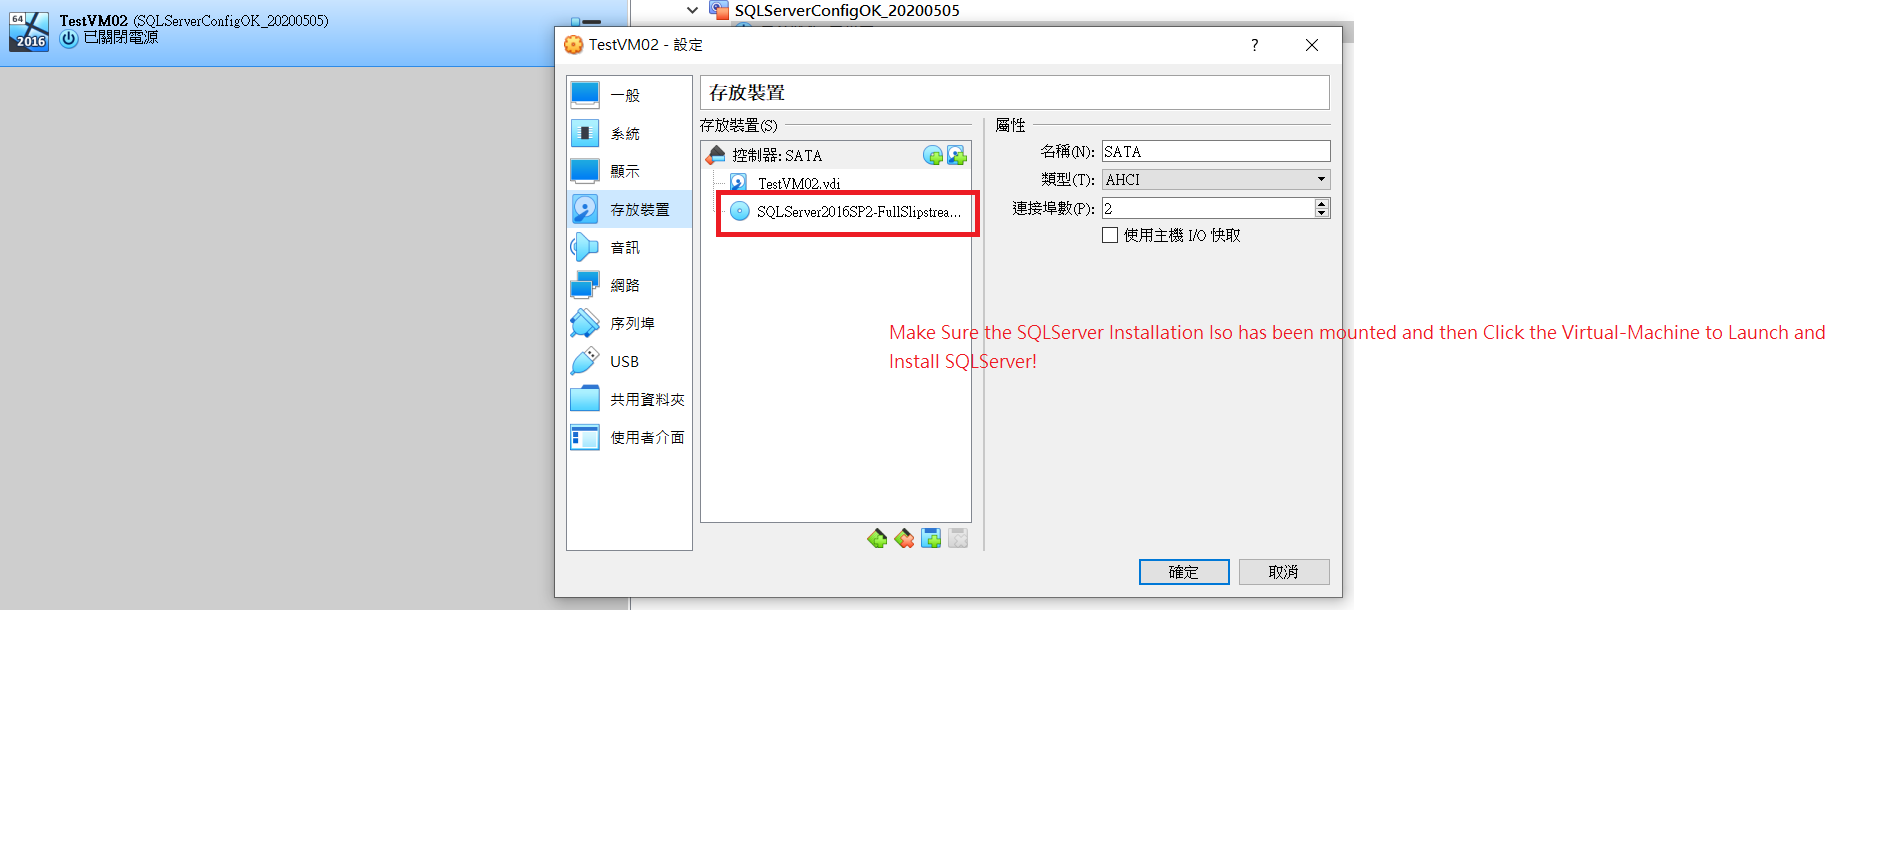 64
2016
TestVM02 (SQLServerConfigOK_20200505)
已關閉電源
SQLServerConfigOK_20200505
TestVM02 - 設定
?
一般
系統
顯示
存放裝置
音訊
網路
序列埠
USB
共用資料夾
使用者介面
存放裝置
存放裝置(S)
控制器: SATA
TestVM02.vdi
SQLServer2016SP2-FullSlipstrea...
屬性
名稱(N): SATA
類型(T): AHCI
連接埠數(P): 2
使用主機 I/O 快取
Make Sure the SQLServer Installation Iso has been mounted and then Click the Virtual-Machine to Launch and
Install SQLServer!
確定
取消